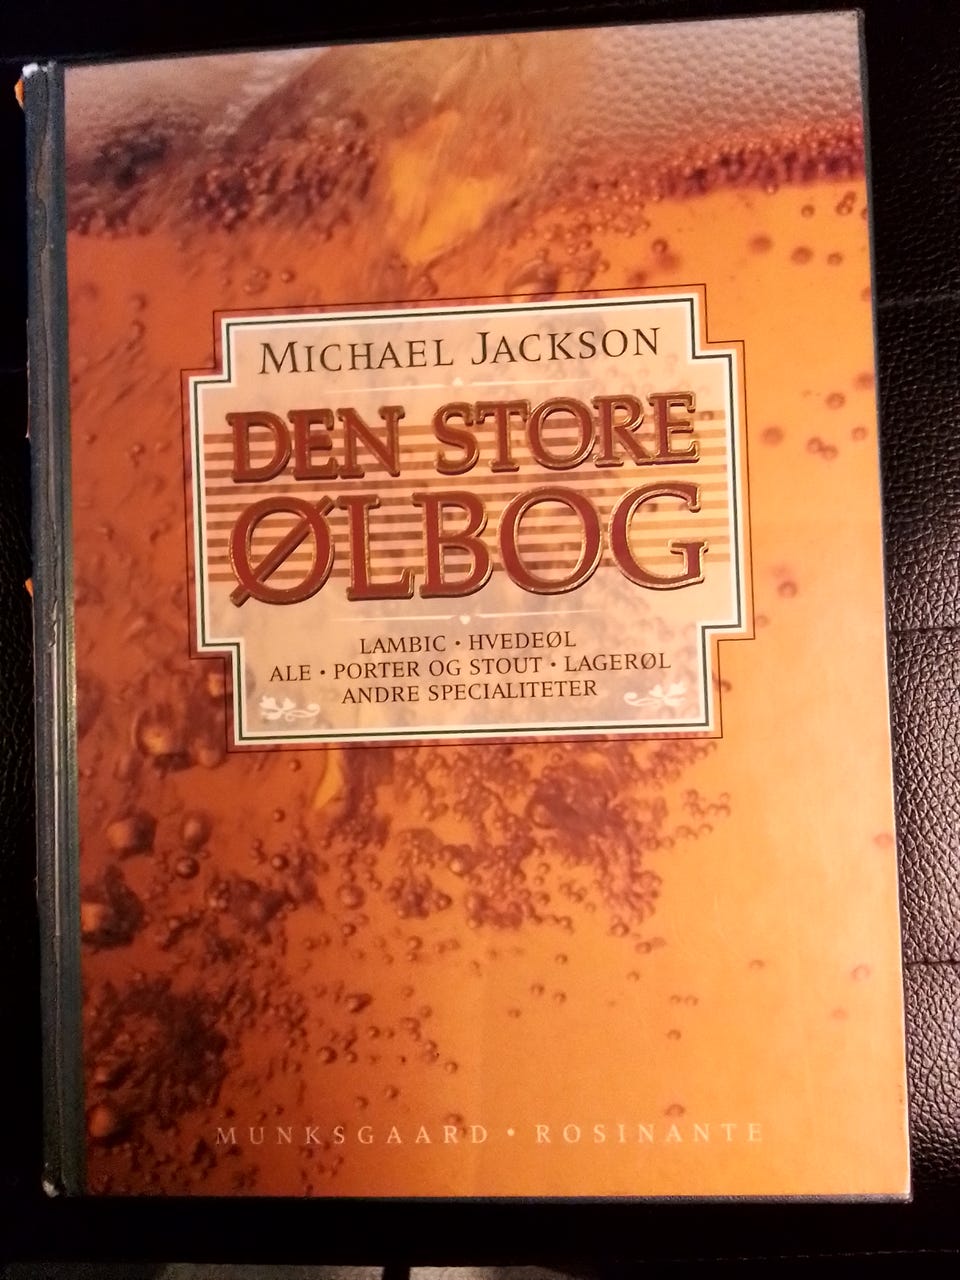 MICHAEL JACKSON
DEN STORE
ØLBOG
LAMBIC • HVEDEØL
ALE • PORTER OG STOUT • LAGERØL
ANDRE SPECIALITETER
MUNKSGAARD • ROSINANTE